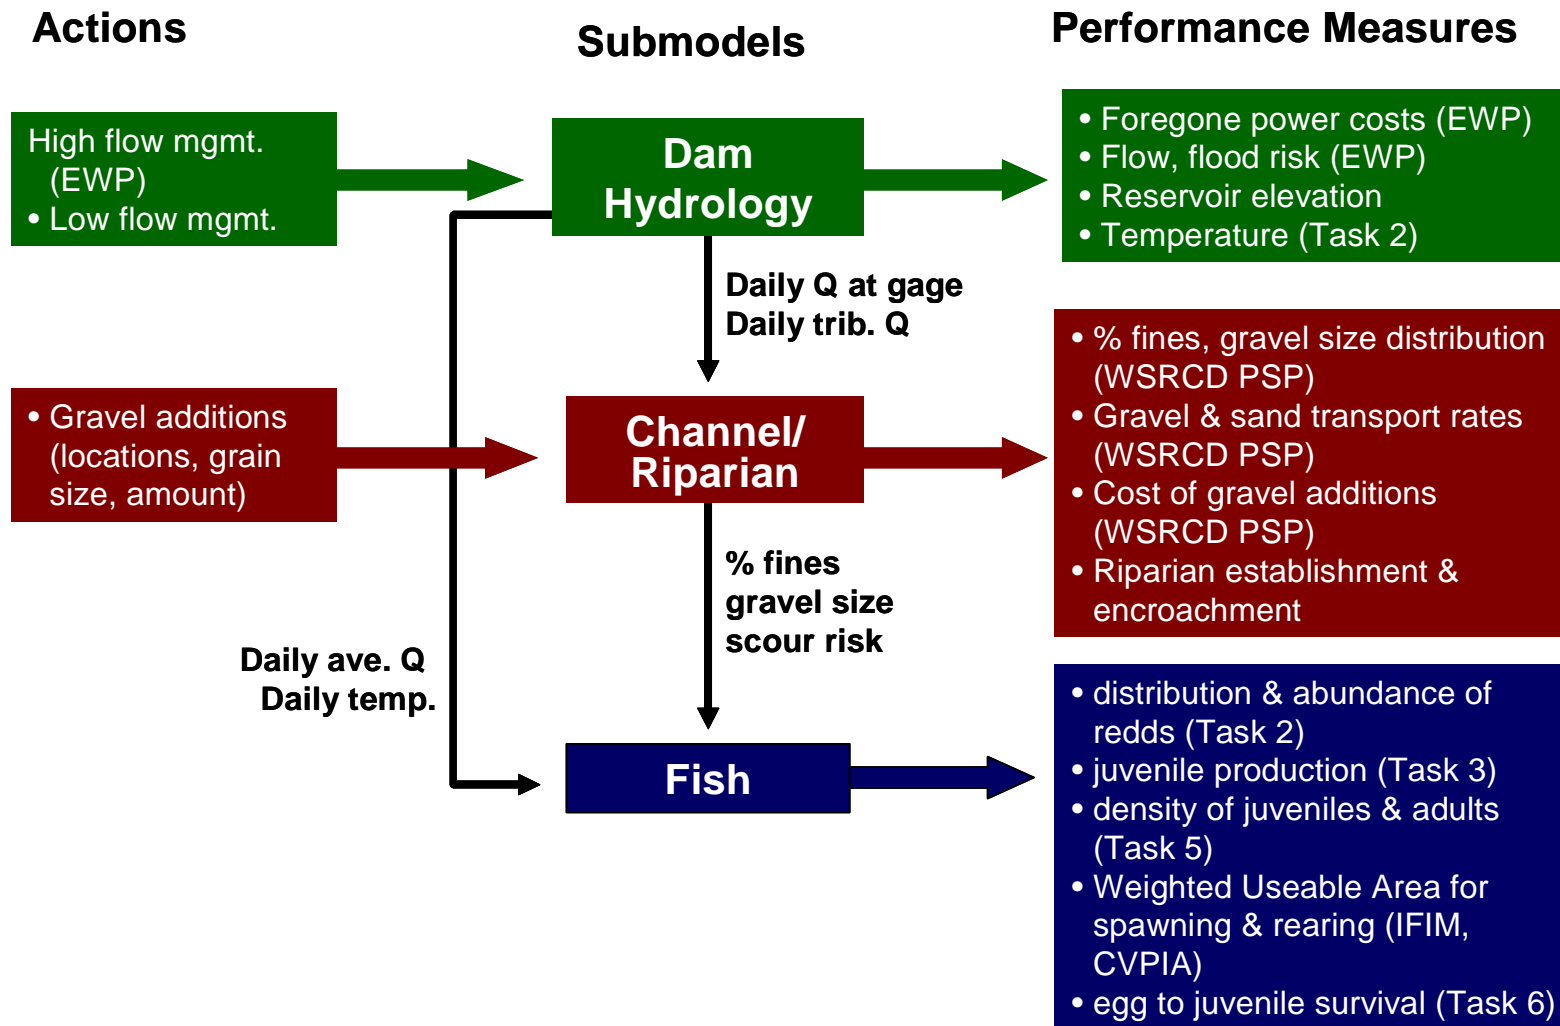 Actions
Submodels
Performance Measures
High flow mgmt.
(EWP)
• Low flow mgmt.
Dam
Hydrology
• Foregone power costs (EWP)
• Flow, flood risk (EWP)
• Reservoir elevation
• Temperature (Task 2)
Daily Q at gage
Daily trib. Q
• Gravel additions
(locations, grain
size, amount)
Channel/
Riparian
• % fines, gravel size distribution
(WSRCD PSP)
• Gravel & sand transport rates
(WSRCD PSP)
• Cost of gravel additions
(WSRCD PSP)
• Riparian establishment &
encroachment
% fines
gravel size
scour risk
Daily ave. Q
Daily temp.
Fish
• distribution & abundance of
redds (Task 2)
• juvenile production (Task 3)
• density of juveniles & adults
(Task 5)
• Weighted Useable Area for
spawning & rearing (IFIM,
CVPIA)
• egg to juvenile survival (Task 6)